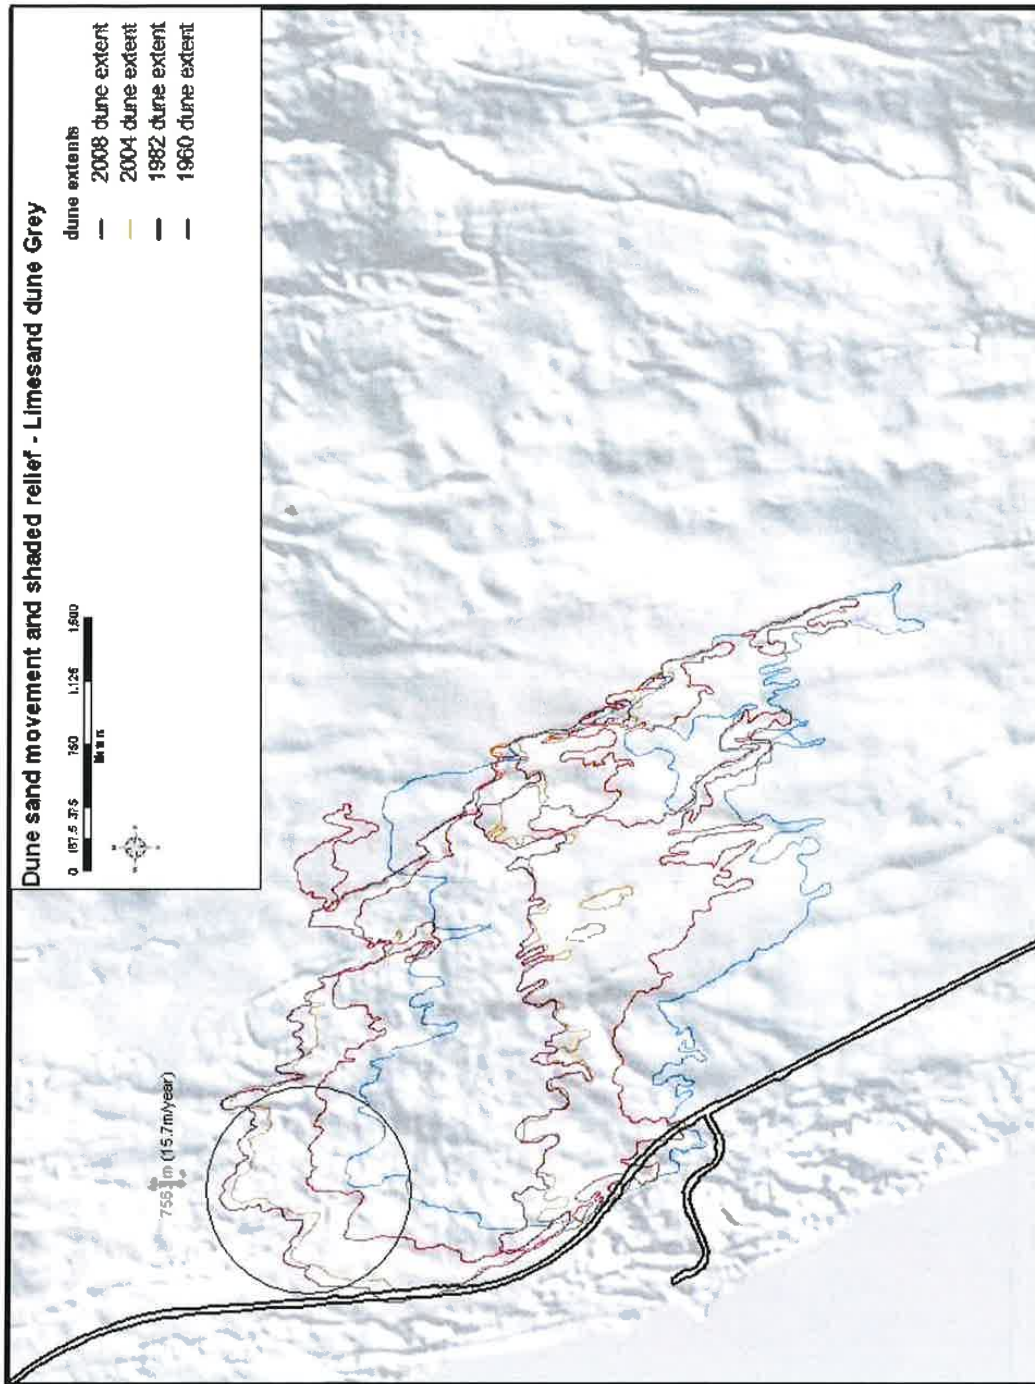 Dune sand movement and shaded relief - Limesand dune Grey
0 187.5 375 750 1,125 1,500
Meters
dune extents
2008 dune extent
2004 dune extent
1982 dune extent
1960 dune extent
756 m (15.7m/year)